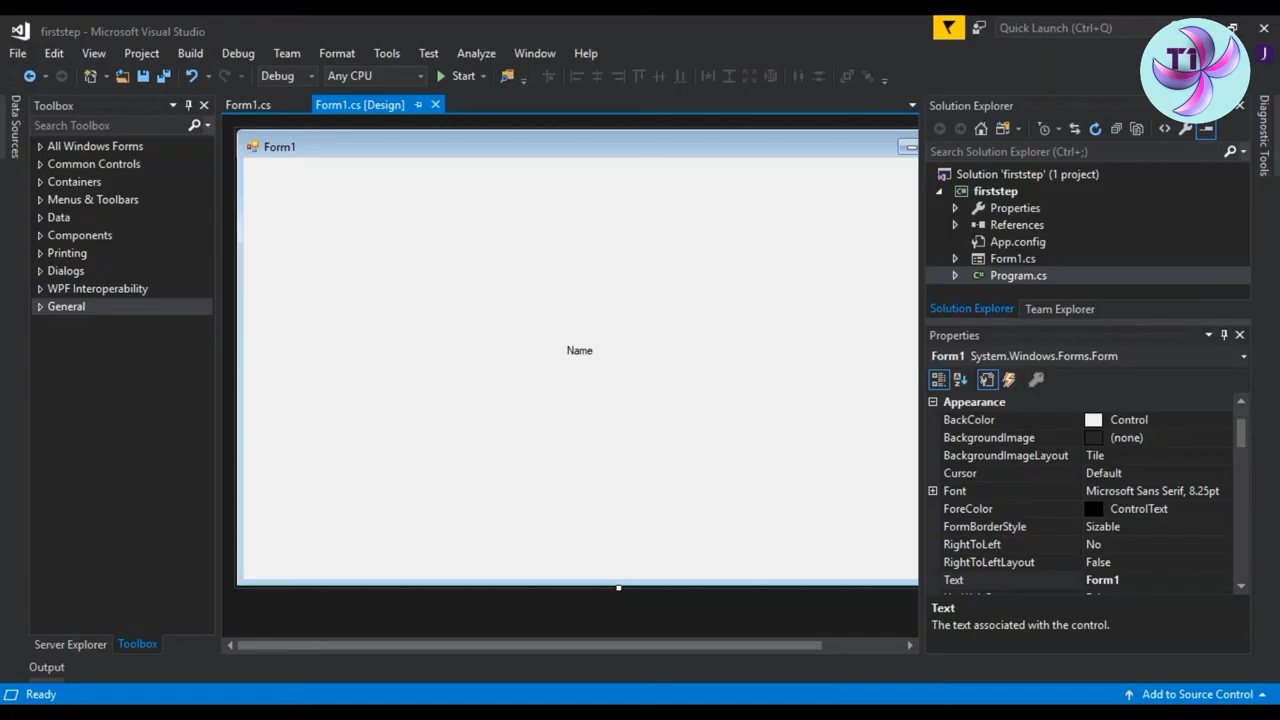 firststep - Microsoft Visual Studio
Quick Launch (Ctrl+Q)
File Edit View Project Build Debug Team Format Tools Test Analyze Window Help
J
T1
Debug Any CPU Start
Data Sources
Toolbox
Search Toolbox
All Windows Forms
Common Controls
Containers
Menus & Toolbars
Data
Components
Printing
Dialogs
WPF Interoperability
General
Server Explorer Toolbox
Output
Form1.cs Form1.cs [Design]
Form1
Name
Solution Explorer
Search Solution Explorer (Ctrl+;)
Solution 'firststep' (1 project)
firststep
Properties
References
App.config
Form1.cs
C# Program.cs
Solution Explorer Team Explorer
Properties
Form1 System.Windows.Forms.Form
Appearance
BackColor Control
BackgroundImage (none)
BackgroundImageLayout Tile
Cursor Default
Font Microsoft Sans Serif, 8.25pt
ForeColor ControlText
FormBorderStyle Sizable
RightToLeft No
RightToLeftLayout False
Text Form1
Text
The text associated with the control.
Diagnostic Tools
Ready
Add to Source Control